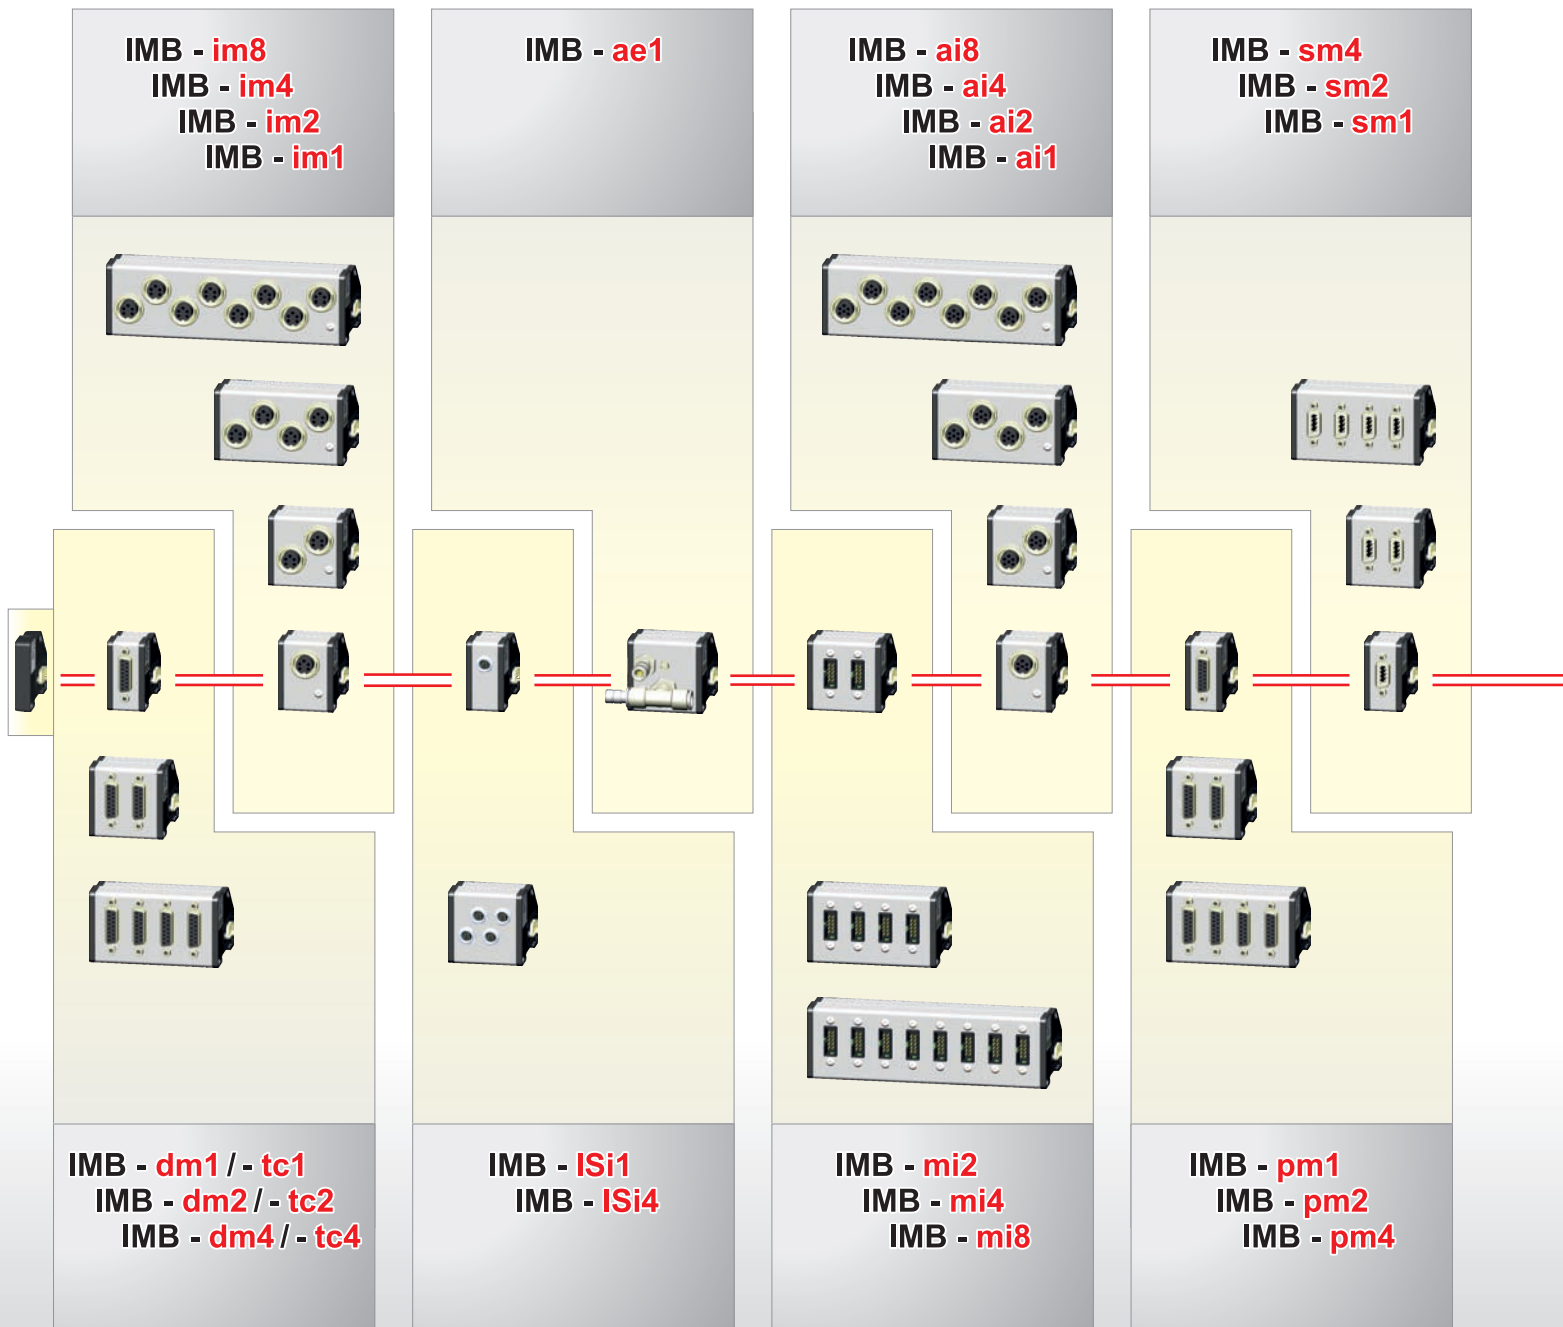 IMB - im8
IMB - im4
IMB - im2
IMB - im1
IMB - ae1
IMB - ai8
IMB - ai4
IMB - ai2
IMB - ai1
IMB - sm4
IMB - sm2
IMB - sm1
IMB - dm1 / - tc1
IMB - dm2 / - tc2
IMB - dm4 / - tc4
IMB - ISi1
IMB - ISi4
IMB - mi2
IMB - mi4
IMB - mi8
IMB - pm1
IMB - pm2
IMB - pm4